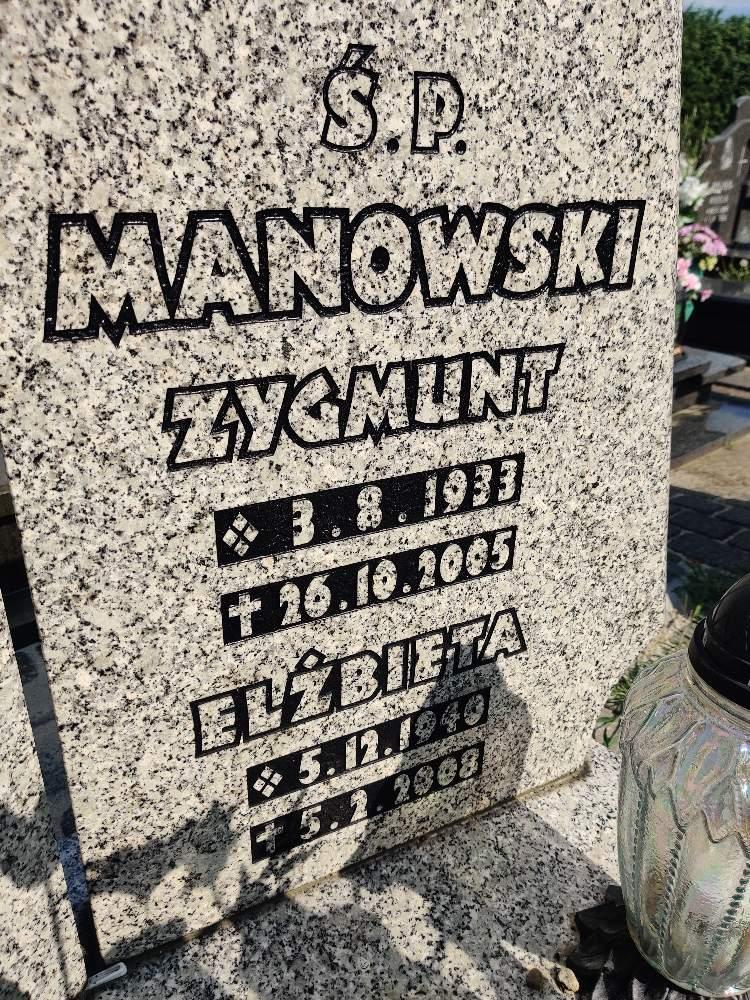 Ś.P.
MANOWSKI
ZYGMUNT
3.8.1933
✝ 26.10.2005
ELŻBIETA
5.12.1940
✝ 5.2.2008